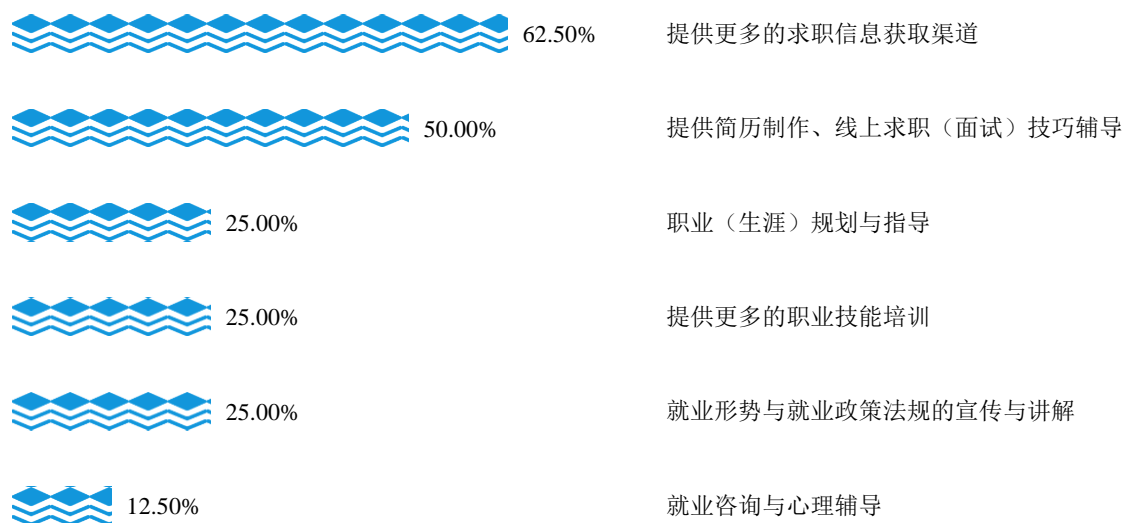 62.50% 提供更多的求职信息获取渠道
50.00% 提供简历制作、线上求职（面试）技巧辅导
25.00% 职业（生涯）规划与指导
25.00% 提供更多的职业技能培训
25.00% 就业形势与就业政策法规的宣传与讲解
12.50% 就业咨询与心理辅导